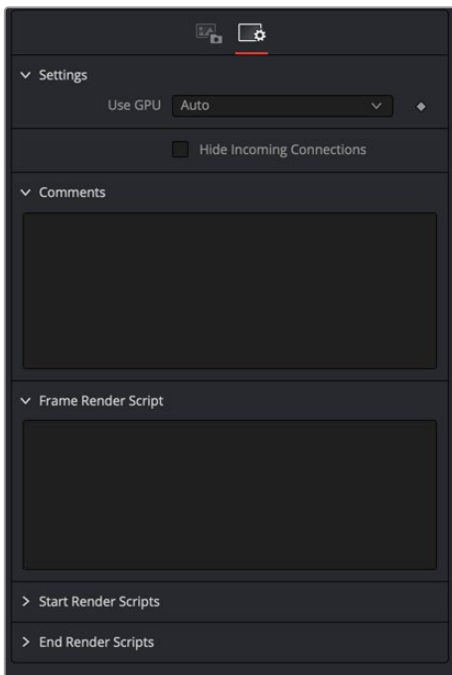 Settings
Use GPU Auto
Hide Incoming Connections
Comments
Frame Render Script
Start Render Scripts
End Render Scripts